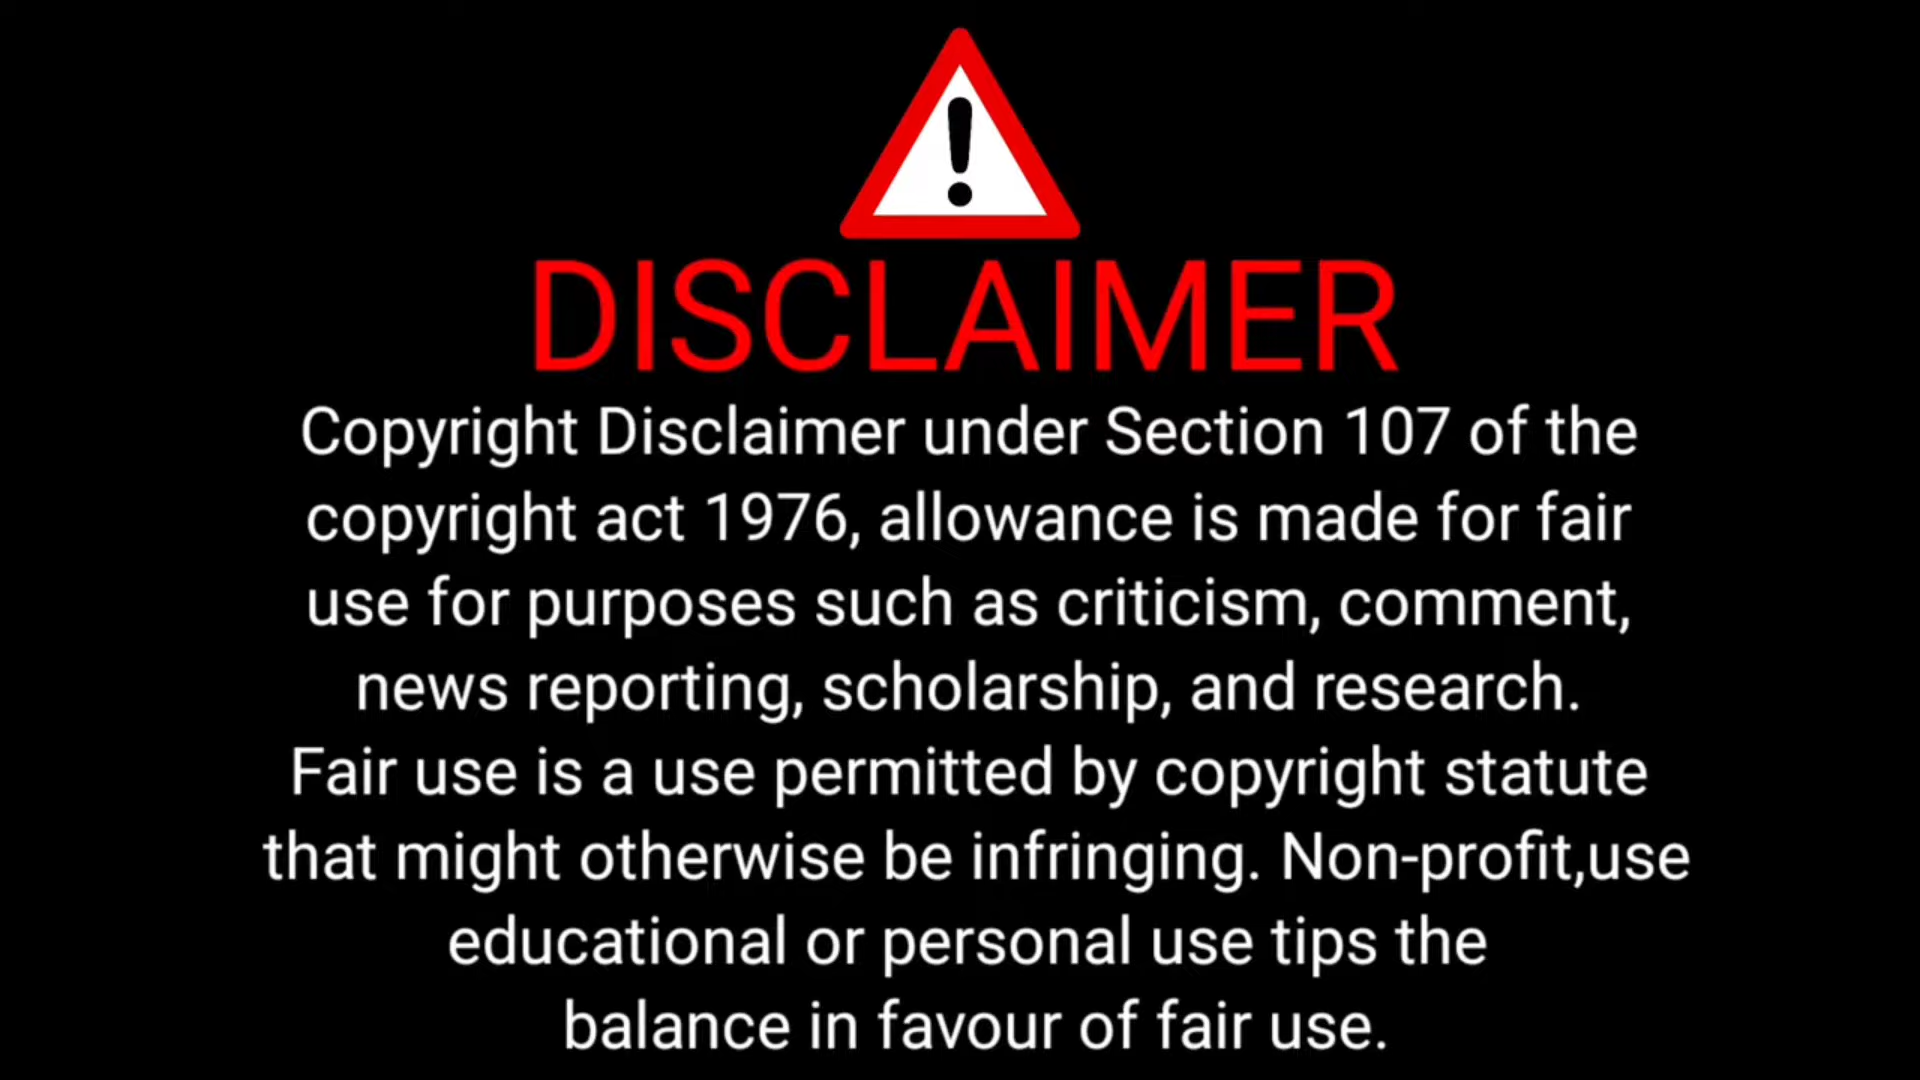 DISCLAIMER
Copyright Disclaimer under Section 107 of the
copyright act 1976, allowance is made for fair
use for purposes such as criticism, comment,
news reporting, scholarship, and research.
Fair use is a use permitted by copyright statute
that might otherwise be infringing. Non-profit,use
educational or personal use tips the
balance in favour of fair use.